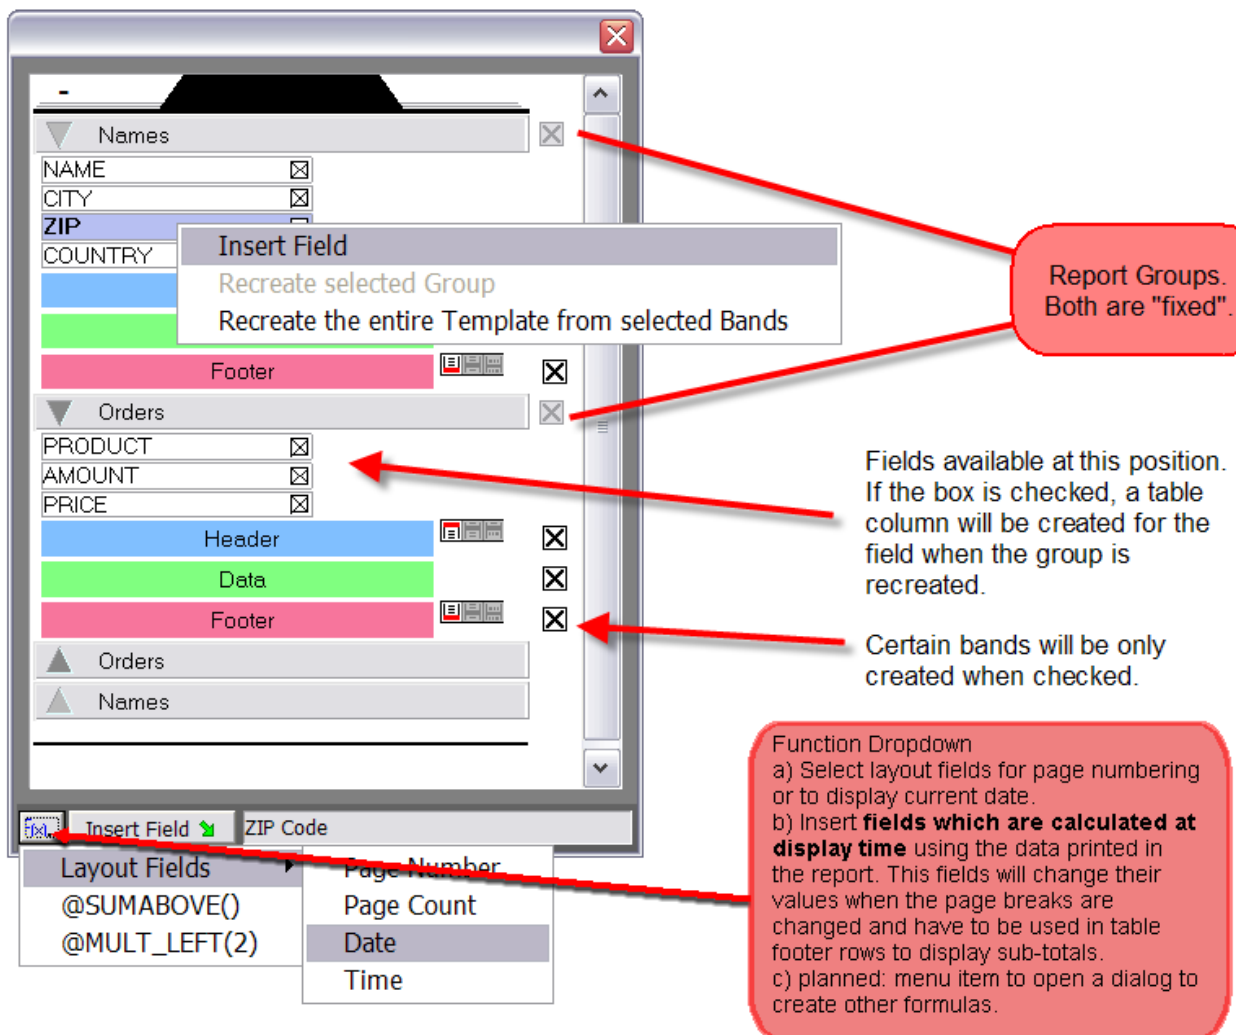 -
Names
NAME
CITY
ZIP
COUNTRY
Insert Field
Recreate selected Group
Recreate the entire Template from selected Bands
Footer
Orders
PRODUCT
AMOUNT
PRICE
Header
Data
Footer
Orders
Names
Report Groups.
Both are "fixed".
Fields available at this position.
If the box is checked, a table
column will be created for the
field when the group is
recreated.
Certain bands will be only
created when checked.
Function Dropdown
a) Select layout fields for page numbering
or to display current date.
b) Insert fields which are calculated at
display time using the data printed in
the report. This fields will change their
values when the page breaks are
changed and have to be used in table
footer rows to display sub-totals.
c) planned: menu item to open a dialog to
create other formulas.
f(x)... Insert Field ZIP Code
Layout Fields
@SUMABOVE()
@MULT_LEFT(2)
Page Number
Page Count
Date
Time